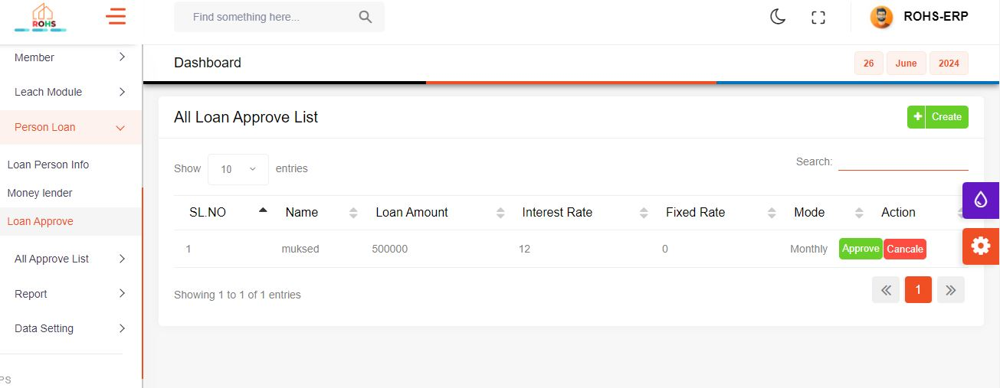 ROHS
Find something here...
ROHS-ERP
Member
Leach Module
Person Loan
Loan Person Info
Money lender
Loan Approve
All Approve List
Report
Data Setting
PS
Dashboard
26 June 2024
All Loan Approve List
Create
Show 10 entries
Search:
SL.NO Name Loan Amount Interest Rate Fixed Rate Mode Action
1 muksed 500000 12 0 Monthly Approve Cancale
Showing 1 to 1 of 1 entries
1